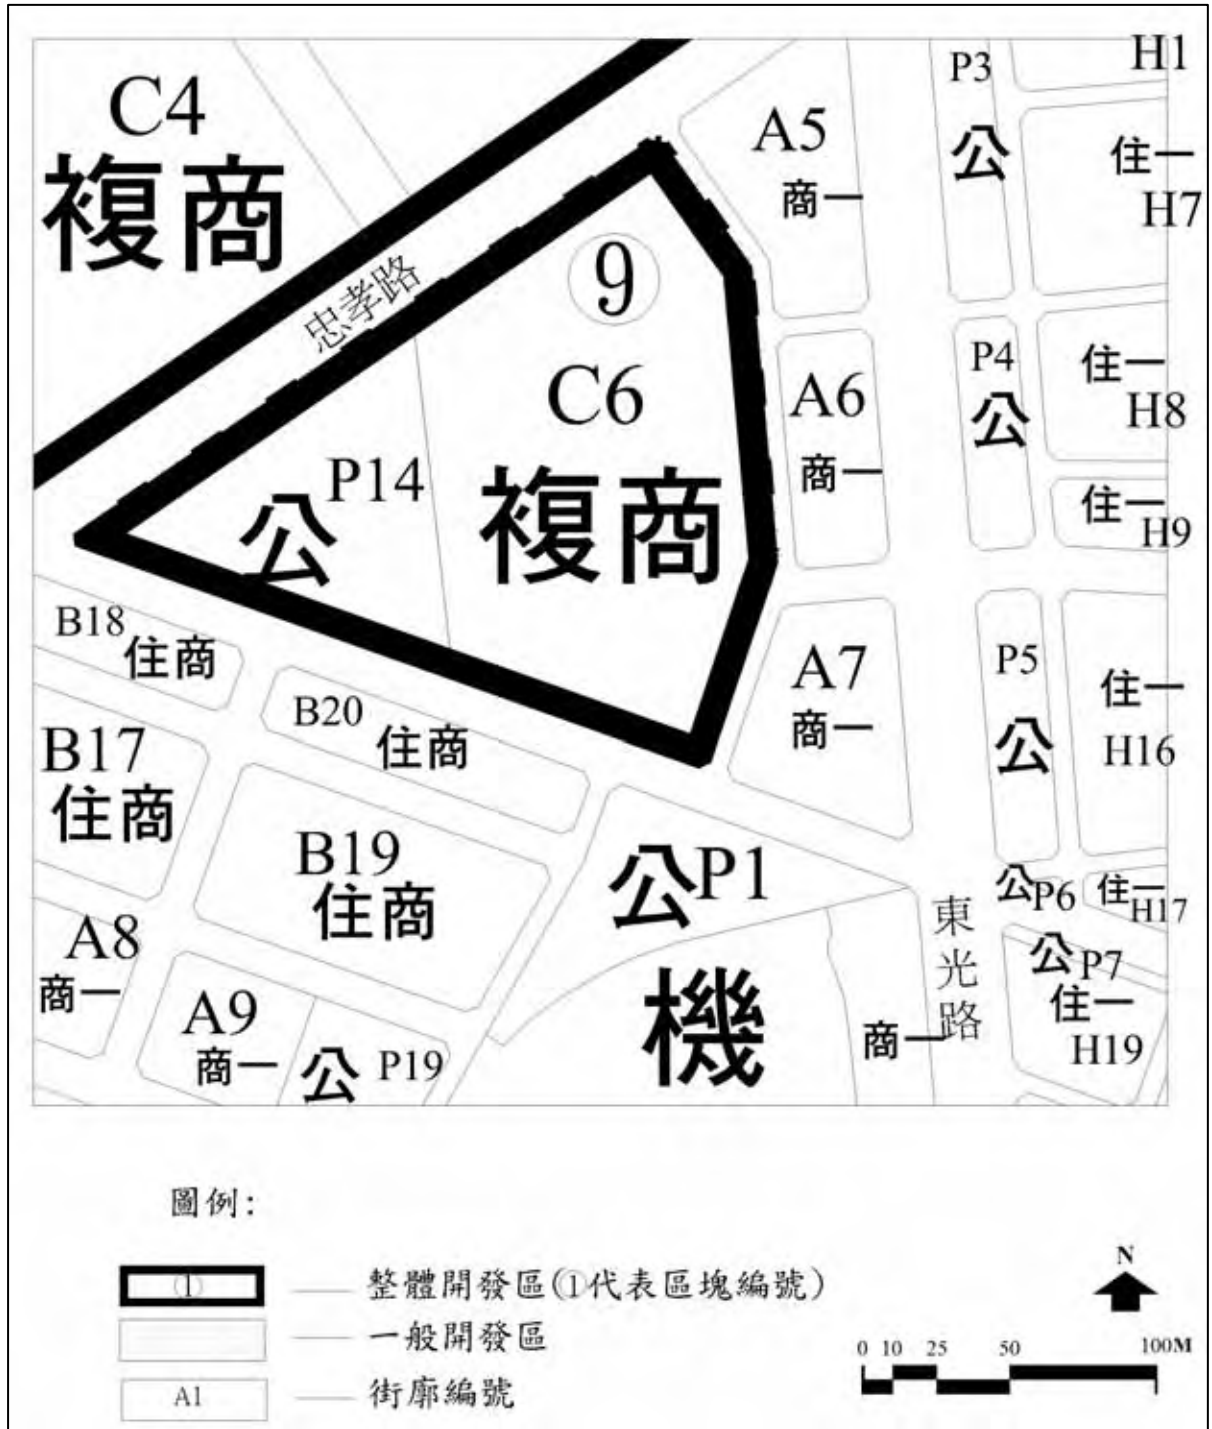 C4
複商
忠孝路
9
C6
複商
P14
公
A5
商一
P3
公
H1
住一
H7
A6
商一
P4
公
住一
H8
住一
H9
B18
住商
B20
住商
A7
商一
P5
公
住一
H16
B17
住商
B19
住商
公P1
公P6
住一
H17
東光路
公P7
住一
H19
A8
商一
A9
商一
公 P19
機
商一
圖例:
① 整體開發區(①代表區塊編號)
一般開發區
A1 街廓編號
N
0 10 25 50 100M